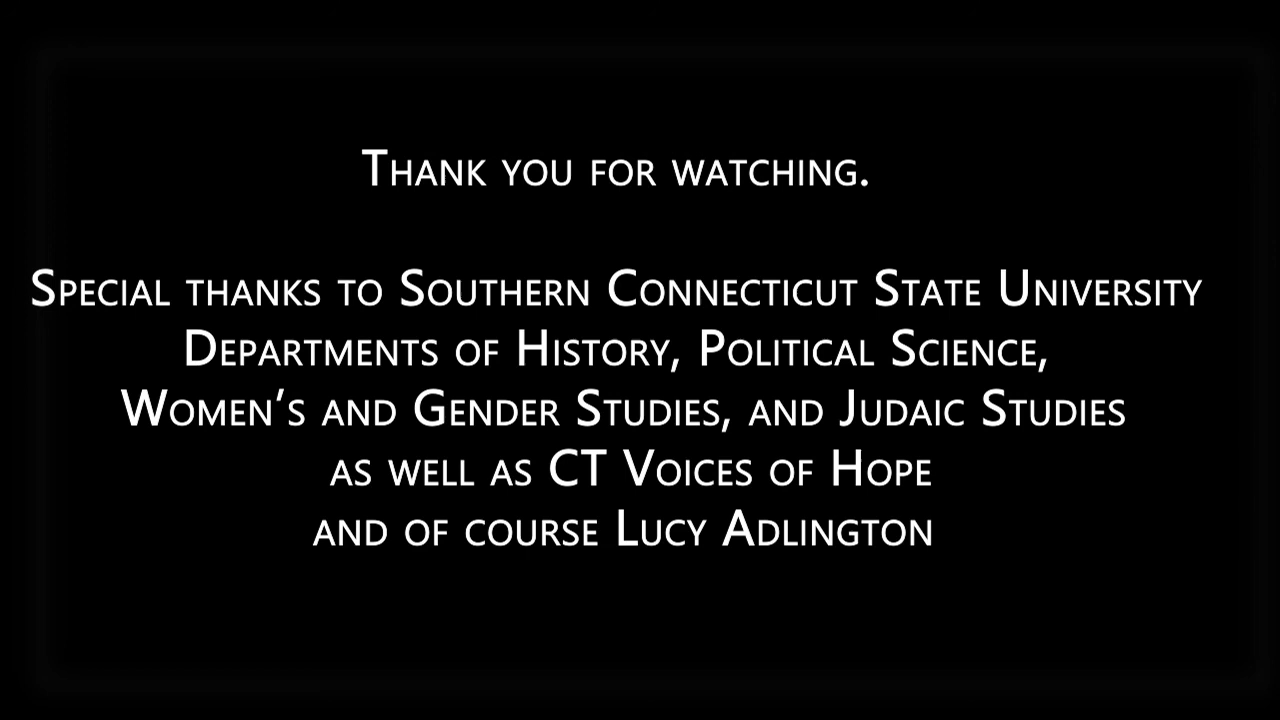 Thank you for watching.
Special thanks to Southern Connecticut State University
Departments of History, Political Science,
Women's and Gender Studies, and Judaic Studies
as well as CT Voices of Hope
and of course Lucy Adlington